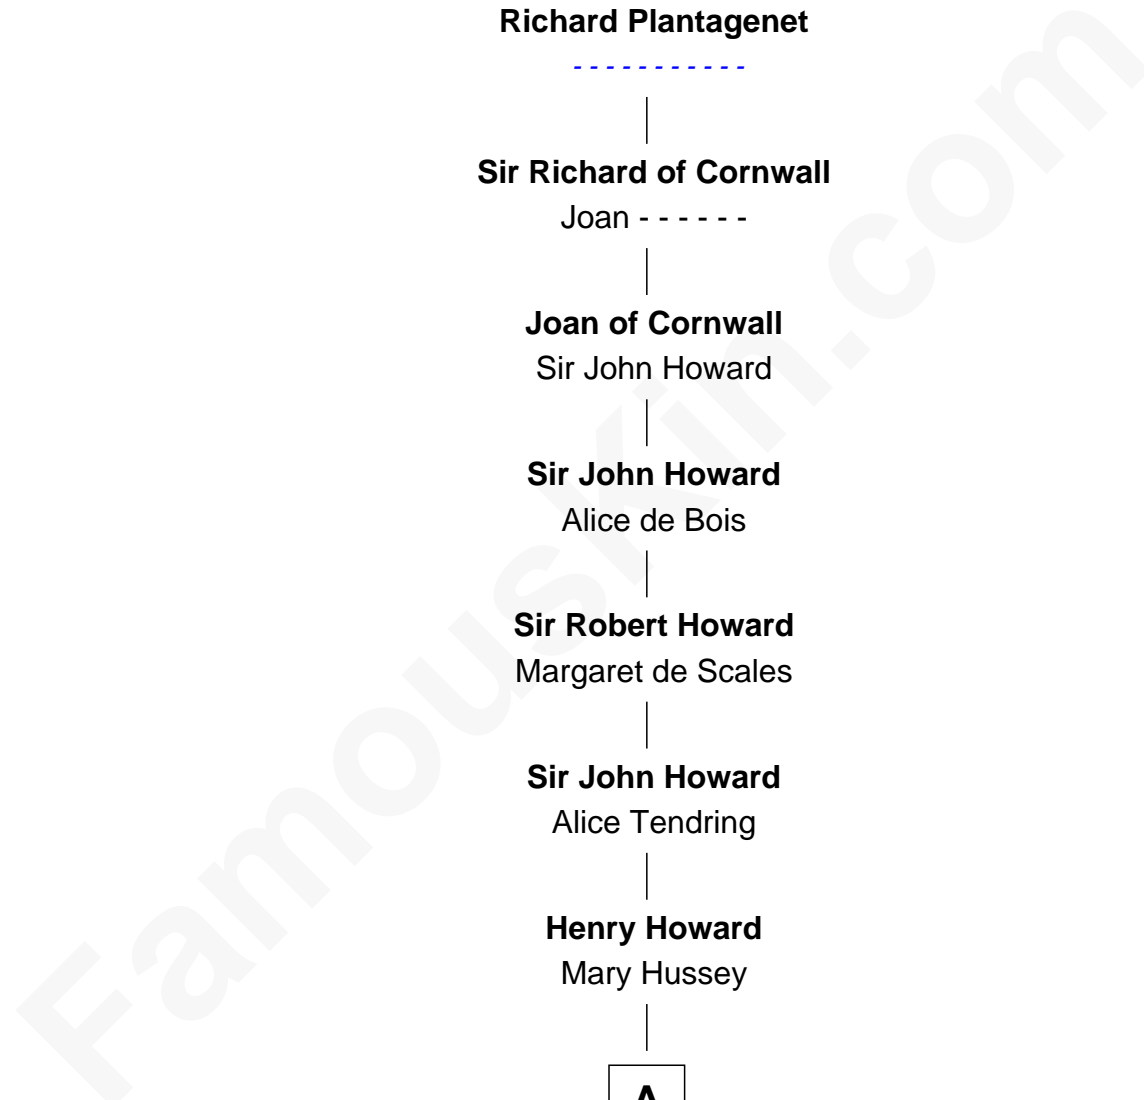 Richard Plantagenet
- - - - - - - - - - -
Sir Richard of Cornwall
Joan - - - - - -
Joan of Cornwall
Sir John Howard
Sir John Howard
Alice de Bois
Sir Robert Howard
Margaret de Scales
Sir John Howard
Alice Tendring
Henry Howard
Mary Hussey
A
FamousKin.com